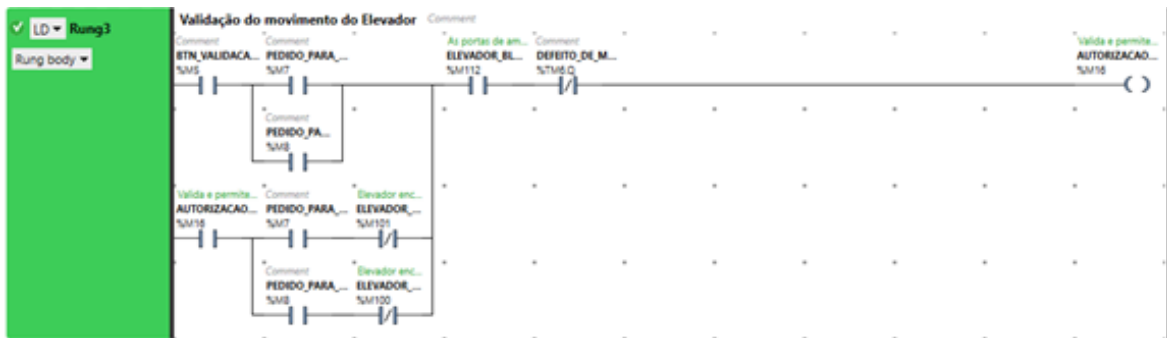 Validação do movimento do Elevador Comment
LD Rung3
Rung body
Comment Comment As portas de am... Comment Valida e permite...
BTN_VALIDACA... PEDIDO_PARA_... ELEVADOR_BL... DEFEITO_DE_M... AUTORIZACAO...
%M5 %M7 %M112 %TM6.Q %M16
Comment
PEDIDO_PA...
%M8
Valida e permite... Comment Elevador enc...
AUTORIZACAO... PEDIDO_PARA_... ELEVADOR_...
%M16 %M7 %M101
Comment Elevador enc...
PEDIDO_PARA_... ELEVADOR_...
%M8 %M100